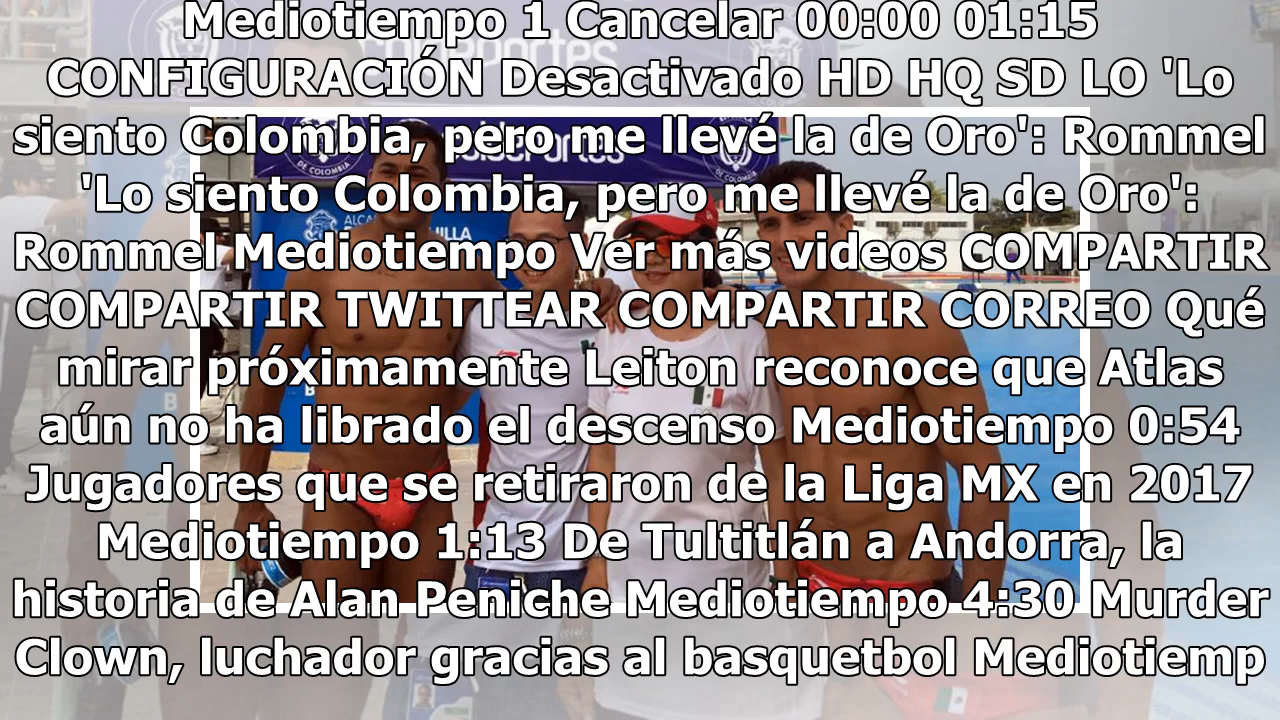 Mediotiempo 1 Cancelar 00:00 01:15
CONFIGURACIÓN Desactivado HD HQ SD LO 'Lo
siento Colombia, pero me llevé la de Oro': Rommel
'Lo siento Colombia, pero me llevé la de Oro':
Rommel Mediotiempo Ver más videos COMPARTIR
COMPARTIR TWITTEAR COMPARTIR CORREO Qué
mirar próximamente Leiton reconoce que Atlas
aún no ha librado el descenso Mediotiempo 0:54
Jugadores que se retiraron de la Liga MX en 2017
Mediotiempo 1:13 De Tultitlán a Andorra, la
historia de Alan Peniche Mediotiempo 4:30 Murder
Clown, luchador gracias al basquetbol Mediotiemp
DE COLOMBIA